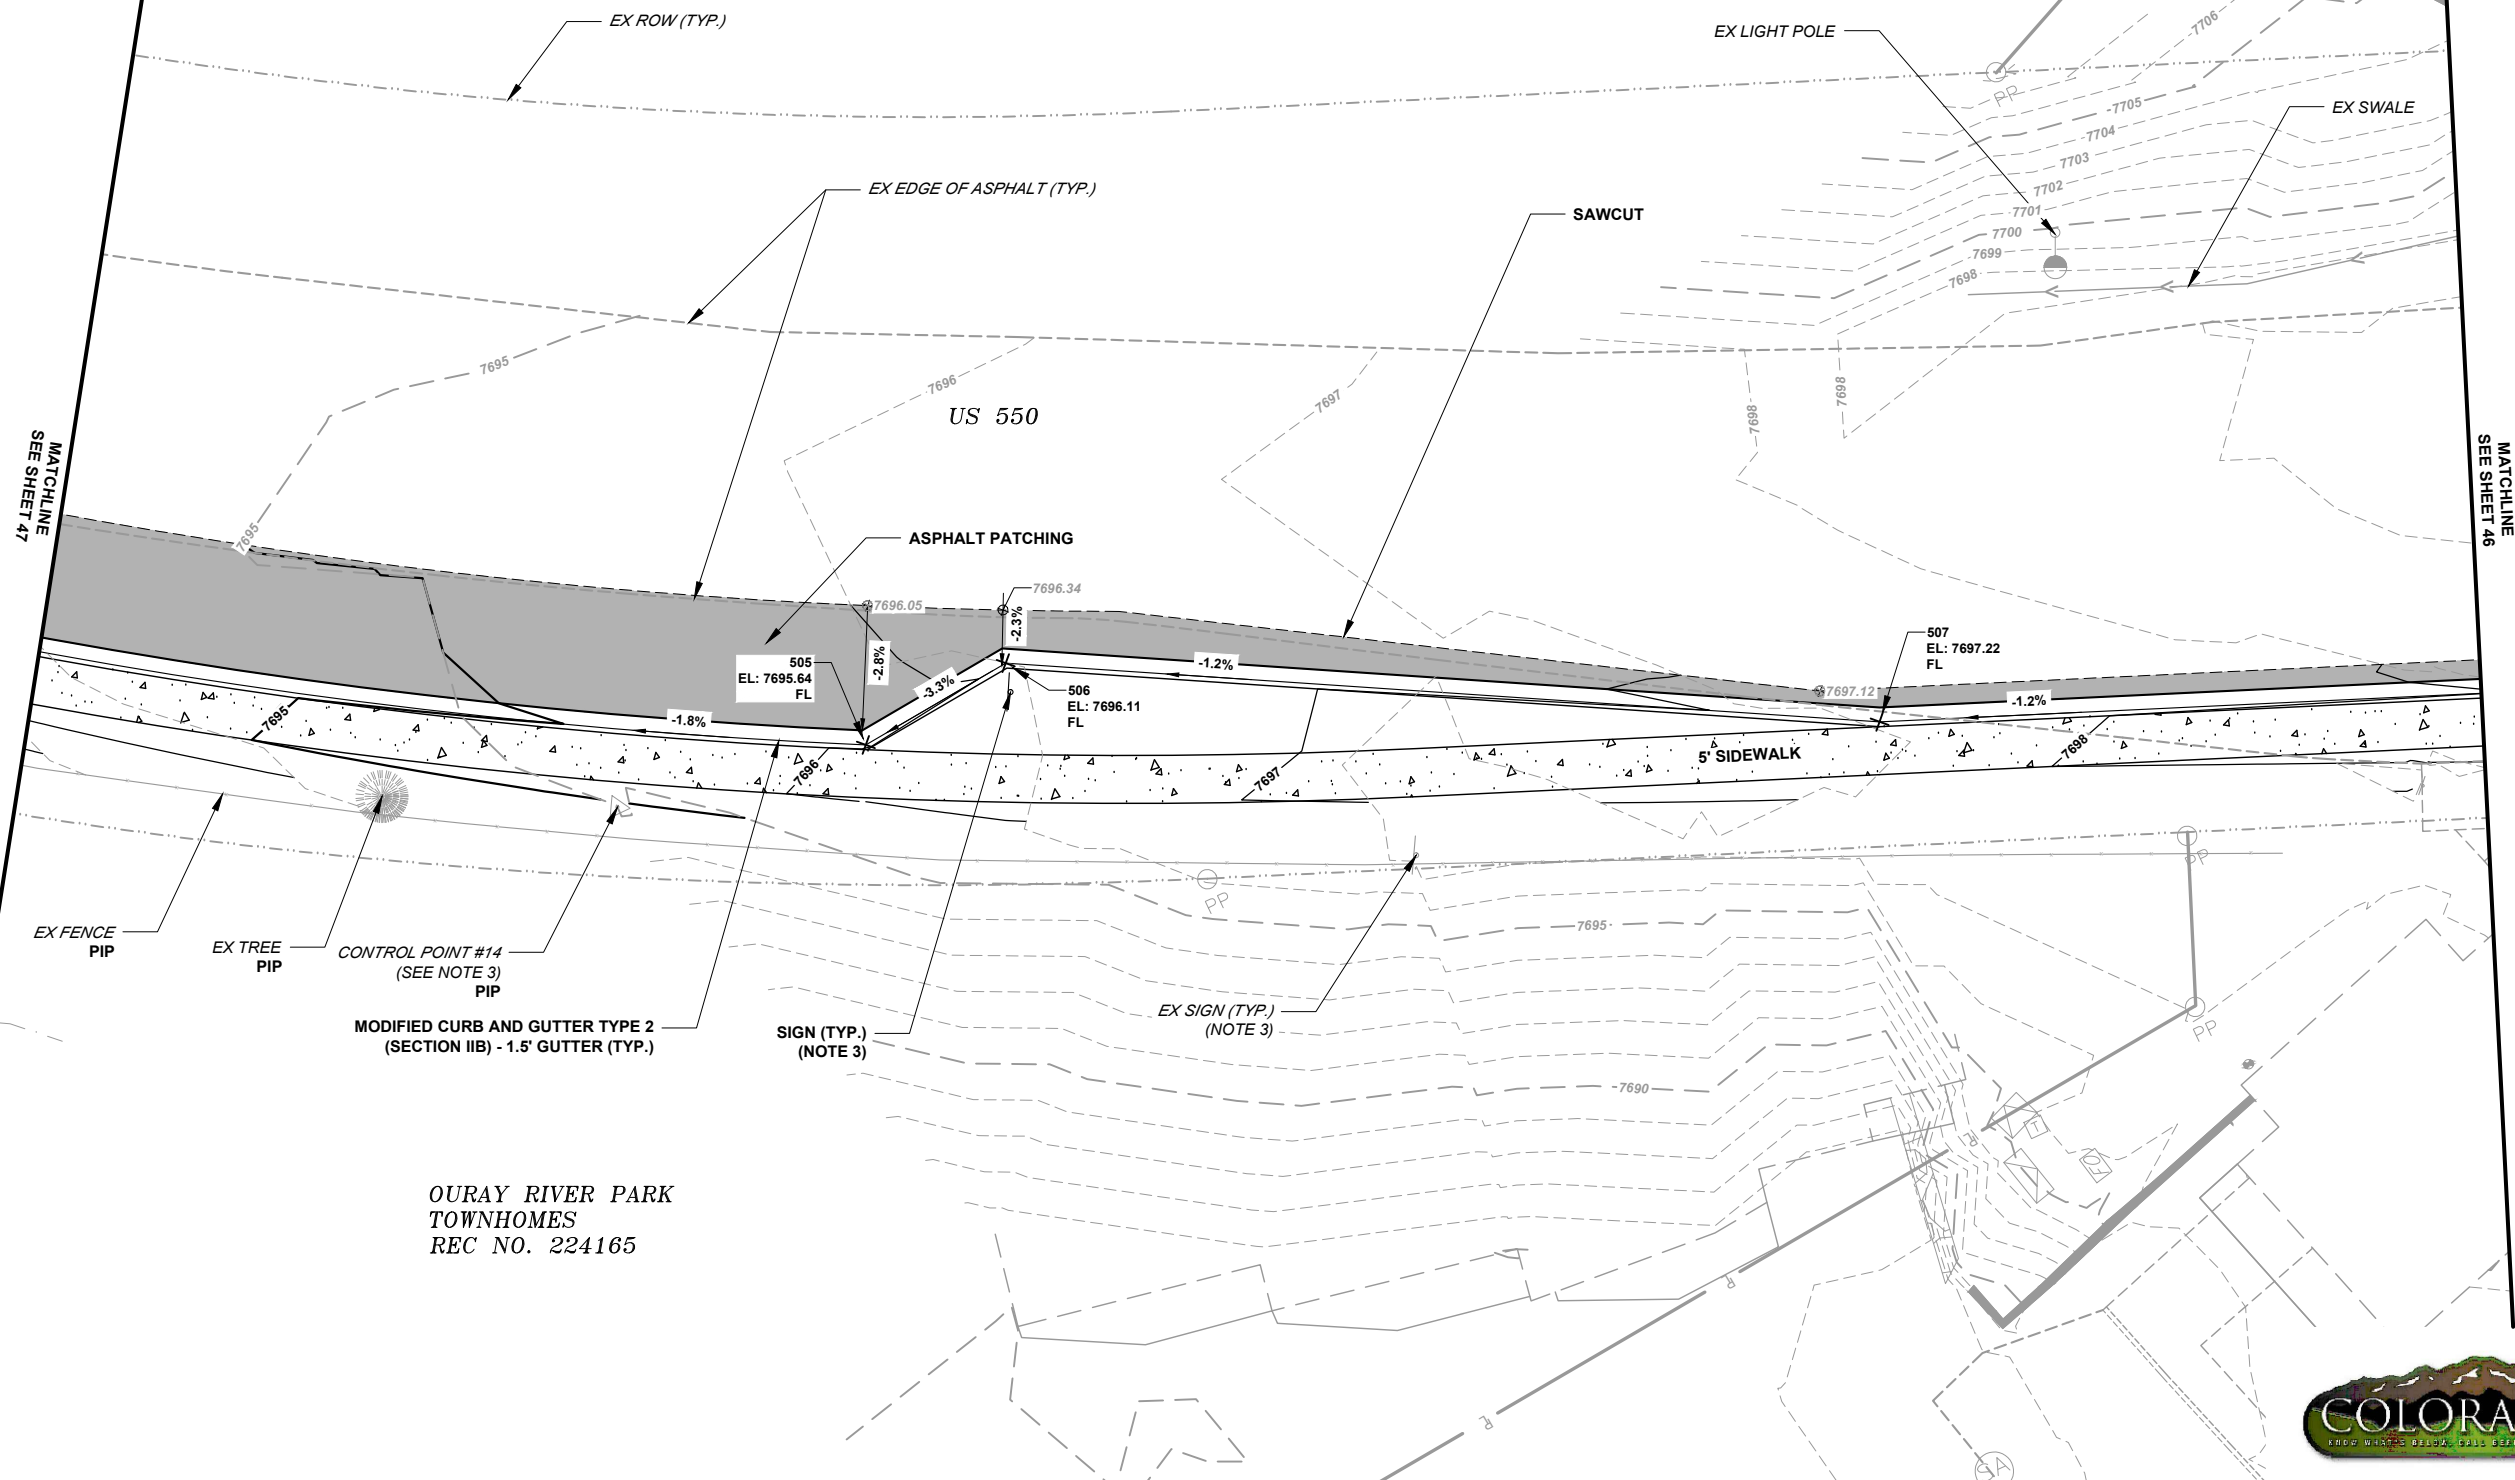 EX ROW (TYP.)
EX LIGHT POLE
7706
PP
EX SWALE
7705
7704
7703
7702
7701
7700
7699
7698
EX EDGE OF ASPHALT (TYP.)
SAWCUT
US 550
7695
7696
7697
7698
7698
MATCHLINE
SEE SHEET 47
MATCHLINE
SEE SHEET 46
7695
ASPHALT PATCHING
7696.05
7696.34
-2.3%
-2.8%
505
EL: 7695.64
FL
-3.3%
506
EL: 7696.11
FL
-1.2%
507
EL: 7697.22
FL
7697.12
-1.2%
-1.8%
7695
7696
7697
5' SIDEWALK
7698
PP
PP
EX FENCE
PIP
EX TREE
PIP
CONTROL POINT #14
(SEE NOTE 3)
PIP
MODIFIED CURB AND GUTTER TYPE 2
(SECTION IIB) - 1.5' GUTTER (TYP.)
SIGN (TYP.)
(NOTE 3)
EX SIGN (TYP.)
(NOTE 3)
7695
7690
PP
T
OURAY RIVER PARK
TOWNHOMES
REC NO. 224165
SA
COLORA
KNOW WHAT'S BELOW. CALL BEF